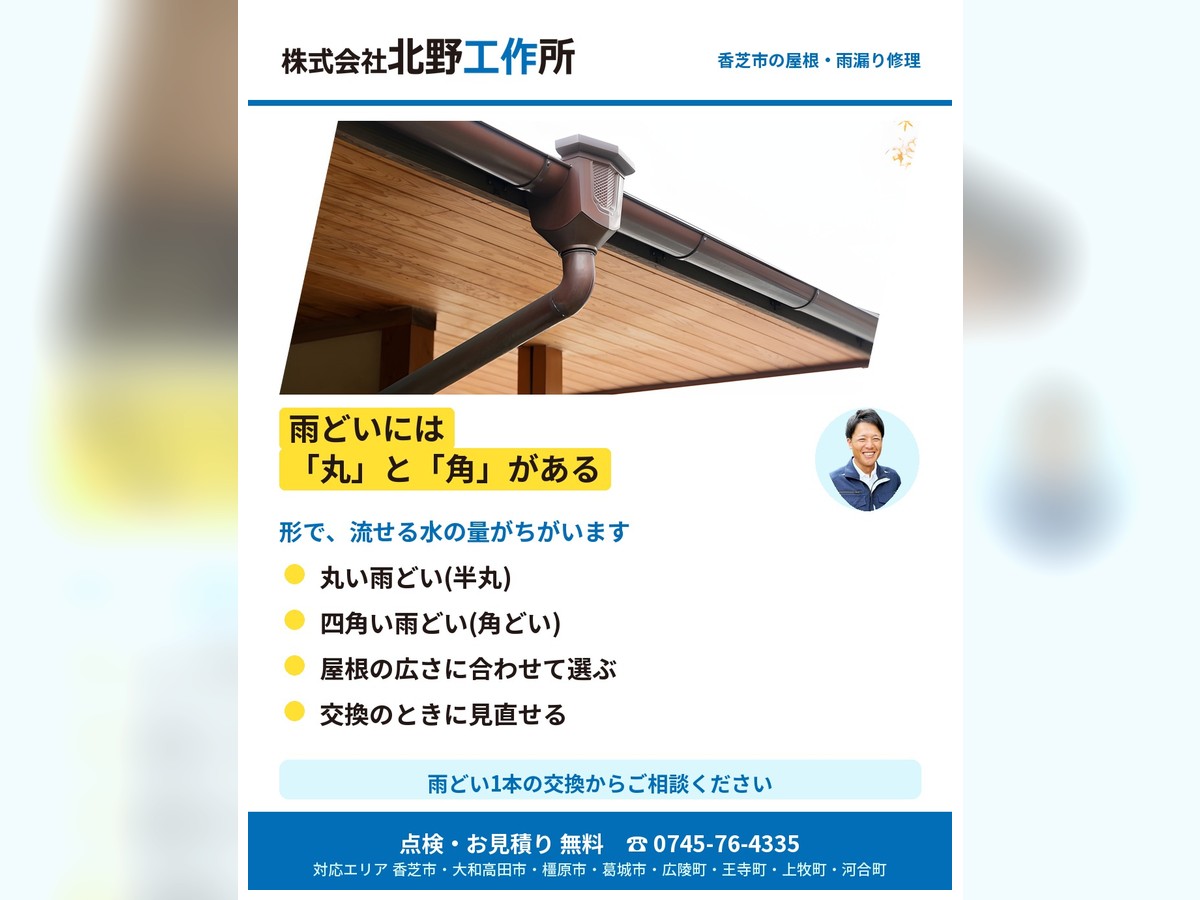 株式会社北野工作所
香芝市の屋根・雨漏り修理
雨どいには
「丸」と「角」がある
形で、流せる水の量がちがいます
丸い雨どい(半丸)
四角い雨どい(角どい)
屋根の広さに合わせて選ぶ
交換のときに見直せる
雨どい1本の交換からご相談ください
点検・お見積り 無料 ☎ 0745-76-4335
対応エリア 香芝市・大和高田市・橿原市・葛城市・広陵町・王寺町・上牧町・河合町